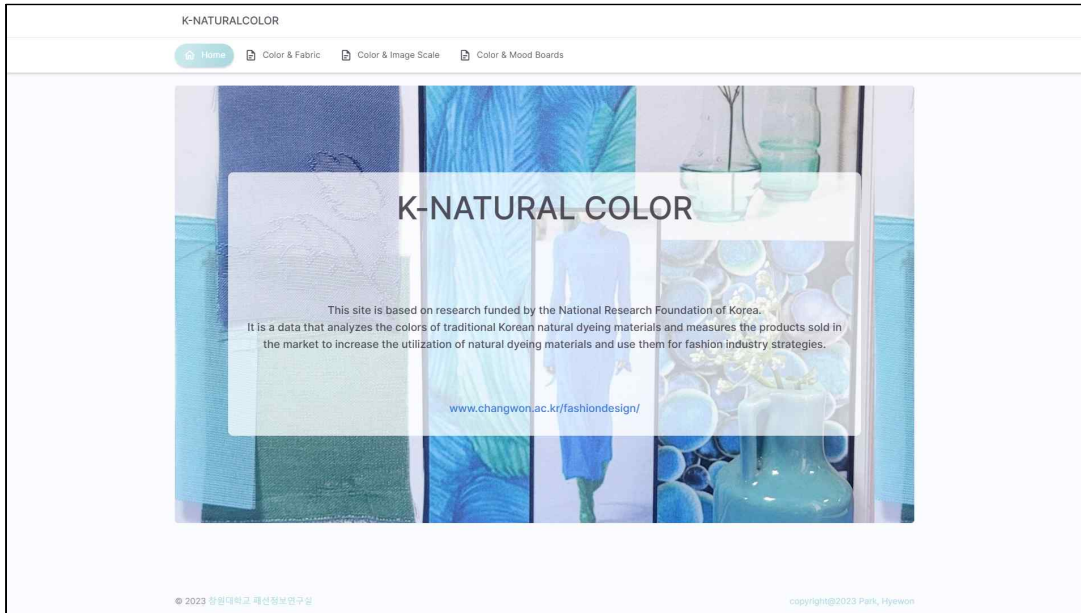 K-NATURALCOLOR
Home
Color & Fabric
Color & Image Scale
Color & Mood Boards
K-NATURAL COLOR
This site is based on research funded by the National Research Foundation of Korea.
It is a data that analyzes the colors of traditional Korean natural dyeing materials and measures the products sold in
the market to increase the utilization of natural dyeing materials and use them for fashion industry strategies.
www.changwon.ac.kr/fashiondesign/
© 2023 창원대학교 패션정보연구실
copyright@2023 Park, Hyewon